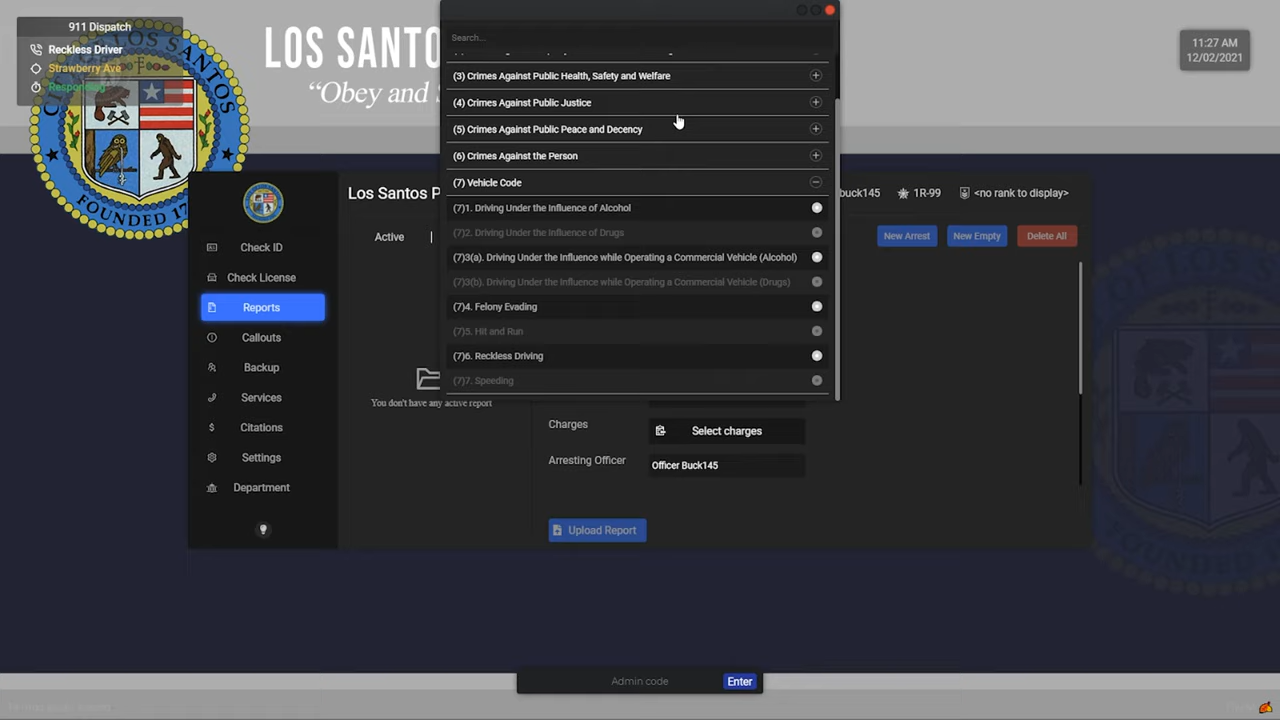 911 Dispatch
Reckless Driver
Strawberry Ave
Responding
LOS SANTO
“Obey and S
FOUNDED 17
11:27 AM
12/02/2021
Search...
(3) Crimes Against Public Health, Safety and Welfare
(4) Crimes Against Public Justice
(5) Crimes Against Public Peace and Decency
(6) Crimes Against the Person
(7) Vehicle Code
(7)1. Driving Under the Influence of Alcohol
(7)2. Driving Under the Influence of Drugs
(7)3(a). Driving Under the Influence while Operating a Commercial Vehicle (Alcohol)
(7)3(b). Driving Under the Influence while Operating a Commercial Vehicle (Drugs)
(7)4. Felony Evading
(7)5. Hit and Run
(7)6. Reckless Driving
(7)7. Speeding
Los Santos P
buck145
1R-99
<no rank to display>
Active
New Arrest
New Empty
Delete All
Check ID
Check License
Reports
Callouts
Backup
Services
Citations
Settings
Department
You don't have any active report
Charges
Select charges
Arresting Officer
Officer Buck145
Upload Report
Admin code
Enter